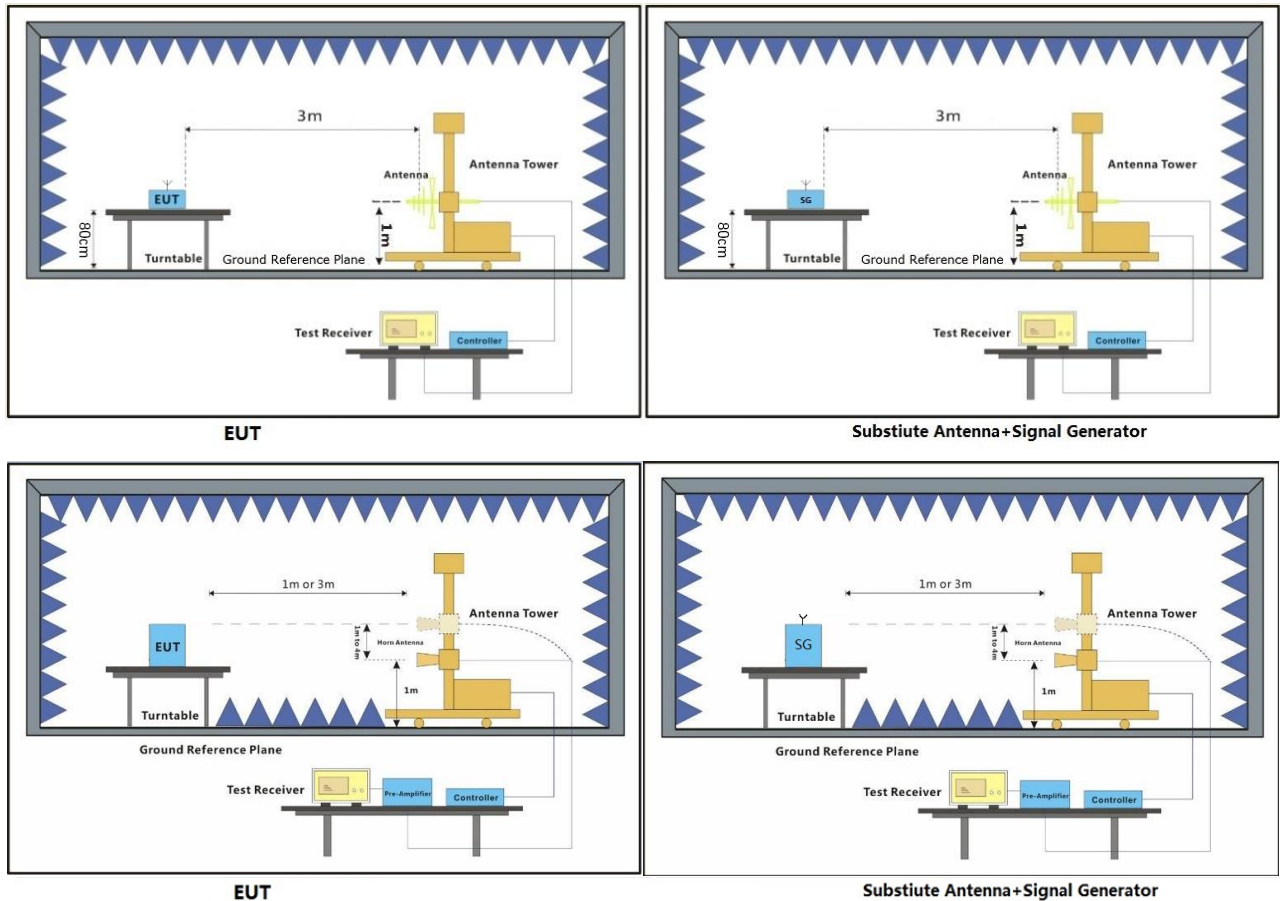 3m
Antenna Tower
Antenna
EUT
80cm
1m
Turntable
Ground Reference Plane
Test Receiver
Controller
EUT
3m
Antenna Tower
Antenna
SG
80cm
1m
Turntable
Ground Reference Plane
Test Receiver
Controller
Substiute Antenna+Signal Generator
1m or 3m
Antenna Tower
1m to 4m
Horn Antenna
EUT
1m
Turntable
Ground Reference Plane
Test Receiver
Pre-Amplifier
Controller
EUT
1m or 3m
Antenna Tower
1m to 4m
Horn Antenna
SG
1m
Turntable
Ground Reference Plane
Test Receiver
Pre-Amplifier
Controller
Substiute Antenna+Signal Generator